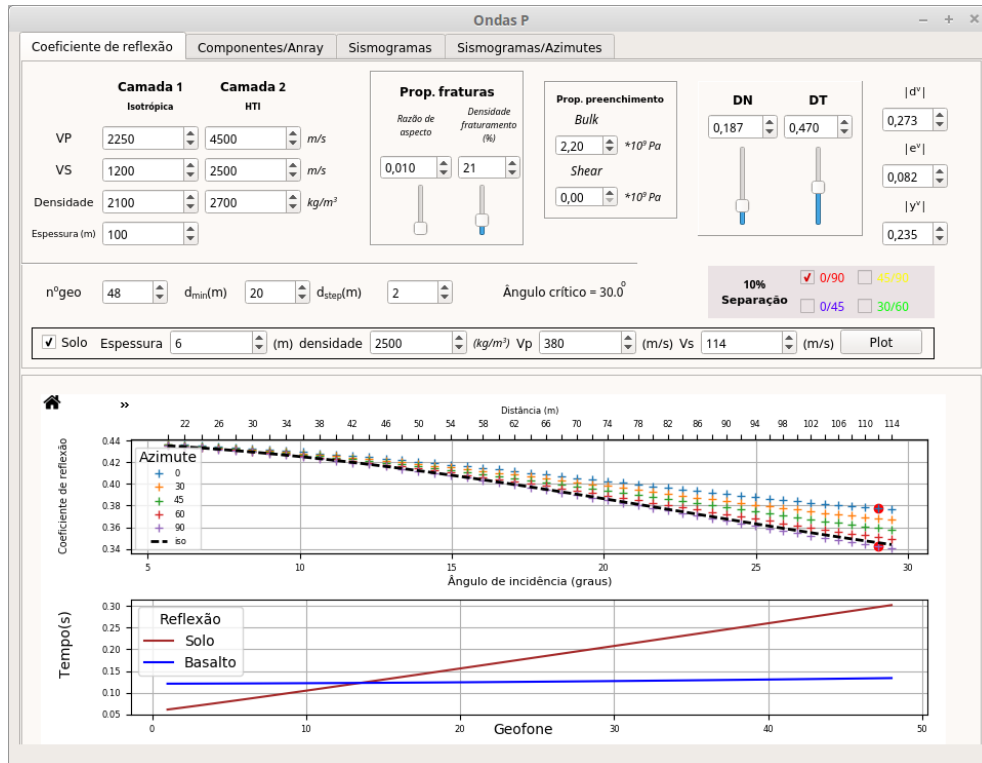 Ondas P
Coeficiente de reflexão Componentes/Anray Sismogramas Sismogramas/Azimutes
Camada 1 Camada 2
Isotrópica HTI
VP 2250 4500 m/s
VS 1200 2500 m/s
Densidade 2100 2700 kg/m³
Espessura (m) 100
Prop. fraturas
Razão de aspecto Densidade fraturamento (%)
0,010 21
Prop. preenchimento
Bulk
2,20 *10⁹ Pa
Shear
0,00 *10⁹ Pa
DN DT
0,187 0,470
|dᵛ|
0,273
|eᵛ|
0,082
|yᵛ|
0,235
nºgeo 48 dmin(m) 20 dstep(m) 2 Ângulo crítico = 30.0⁰
10% Separação
0/90 45/90
0/45 30/60
Solo Espessura 6 (m) densidade 2500 (kg/m³) Vp 380 (m/s) Vs 114 (m/s) Plot
»
Distância (m)
22 26 30 34 38 42 46 50 54 58 62 66 70 74 78 82 86 90 94 98 102 106 110 114
Coeficiente de reflexão
0.44
0.42
0.40
0.38
0.36
0.34
Azimute
0
30
45
60
90
iso
5 10 15 20 25 30
Ângulo de incidência (graus)
Tempo(s)
0.30
0.25
0.20
0.15
0.10
0.05
Reflexão
Solo
Basalto
0 10 20 30 40 50
Geofone